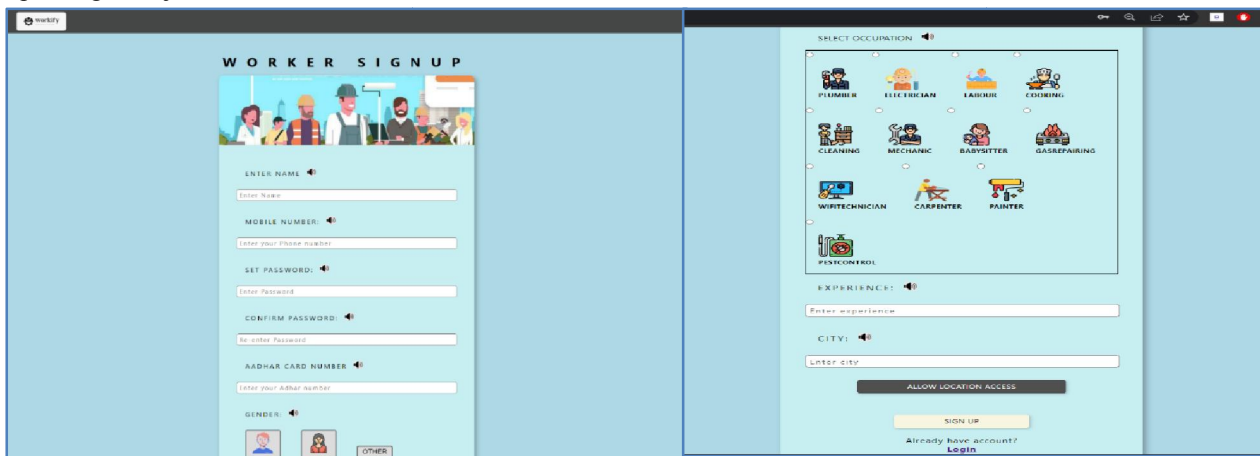 workify
WORKER SIGNUP
ENTER NAME
Enter Name
MOBILE NUMBER:
Enter your Phone number
SET PASSWORD:
Enter Password
CONFIRM PASSWORD:
Re-enter Password
AADHAR CARD NUMBER
Enter your Adhar number
GENDER:
OTHER
SELECT OCCUPATION
PLUMBER ELECTRICIAN LABOUR COOKING
CLEANING MECHANIC BABYSITTER GASREPAIRING
WIFITECHNICIAN CARPENTER PAINTER
PESTCONTROL
EXPERIENCE:
Enter experience
CITY:
Enter city
ALLOW LOCATION ACCESS
SIGN UP
Already have account?
Login